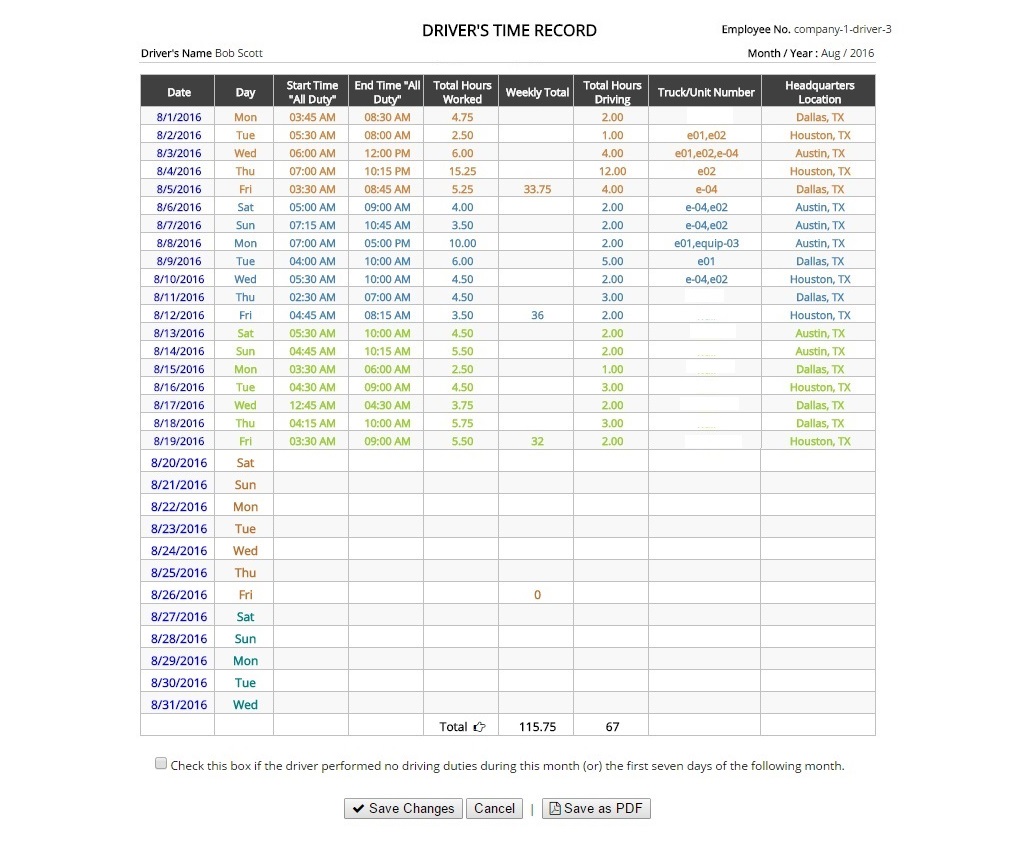 DRIVER'S TIME RECORD
Employee No. company-1-driver-3
Driver's Name Bob Scott
Month / Year : Aug / 2016
Date Day Start Time "All Duty" End Time "All Duty" Total Hours Worked Weekly Total Total Hours Driving Truck/Unit Number Headquarters Location
8/1/2016 Mon 03:45 AM 08:30 AM 4.75 2.00 Dallas, TX
8/2/2016 Tue 05:30 AM 08:00 AM 2.50 1.00 e01,e02 Houston, TX
8/3/2016 Wed 06:00 AM 12:00 PM 6.00 4.00 e01,e02,e-04 Austin, TX
8/4/2016 Thu 07:00 AM 10:15 PM 15.25 12.00 e02 Houston, TX
8/5/2016 Fri 03:30 AM 08:45 AM 5.25 33.75 4.00 e-04 Dallas, TX
8/6/2016 Sat 05:00 AM 09:00 AM 4.00 2.00 e-04,e02 Austin, TX
8/7/2016 Sun 07:15 AM 10:45 AM 3.50 2.00 e-04,e02 Austin, TX
8/8/2016 Mon 07:00 AM 05:00 PM 10.00 2.00 e01,equip-03 Austin, TX
8/9/2016 Tue 04:00 AM 10:00 AM 6.00 5.00 e01 Dallas, TX
8/10/2016 Wed 05:30 AM 10:00 AM 4.50 2.00 e-04,e02 Houston, TX
8/11/2016 Thu 02:30 AM 07:00 AM 4.50 3.00 Dallas, TX
8/12/2016 Fri 04:45 AM 08:15 AM 3.50 36 2.00 Houston, TX
8/13/2016 Sat 05:30 AM 10:00 AM 4.50 2.00 Austin, TX
8/14/2016 Sun 04:45 AM 10:15 AM 5.50 2.00 Austin, TX
8/15/2016 Mon 03:30 AM 06:00 AM 2.50 1.00 Dallas, TX
8/16/2016 Tue 04:30 AM 09:00 AM 4.50 3.00 Houston, TX
8/17/2016 Wed 12:45 AM 04:30 AM 3.75 2.00 Dallas, TX
8/18/2016 Thu 04:15 AM 10:00 AM 5.75 3.00 Dallas, TX
8/19/2016 Fri 03:30 AM 09:00 AM 5.50 32 2.00 Houston, TX
8/20/2016 Sat
8/21/2016 Sun
8/22/2016 Mon
8/23/2016 Tue
8/24/2016 Wed
8/25/2016 Thu
8/26/2016 Fri 0
8/27/2016 Sat
8/28/2016 Sun
8/29/2016 Mon
8/30/2016 Tue
8/31/2016 Wed
Total 115.75 67
Check this box if the driver performed no driving duties during this month (or) the first seven days of the following month.
Save Changes Cancel | Save as PDF